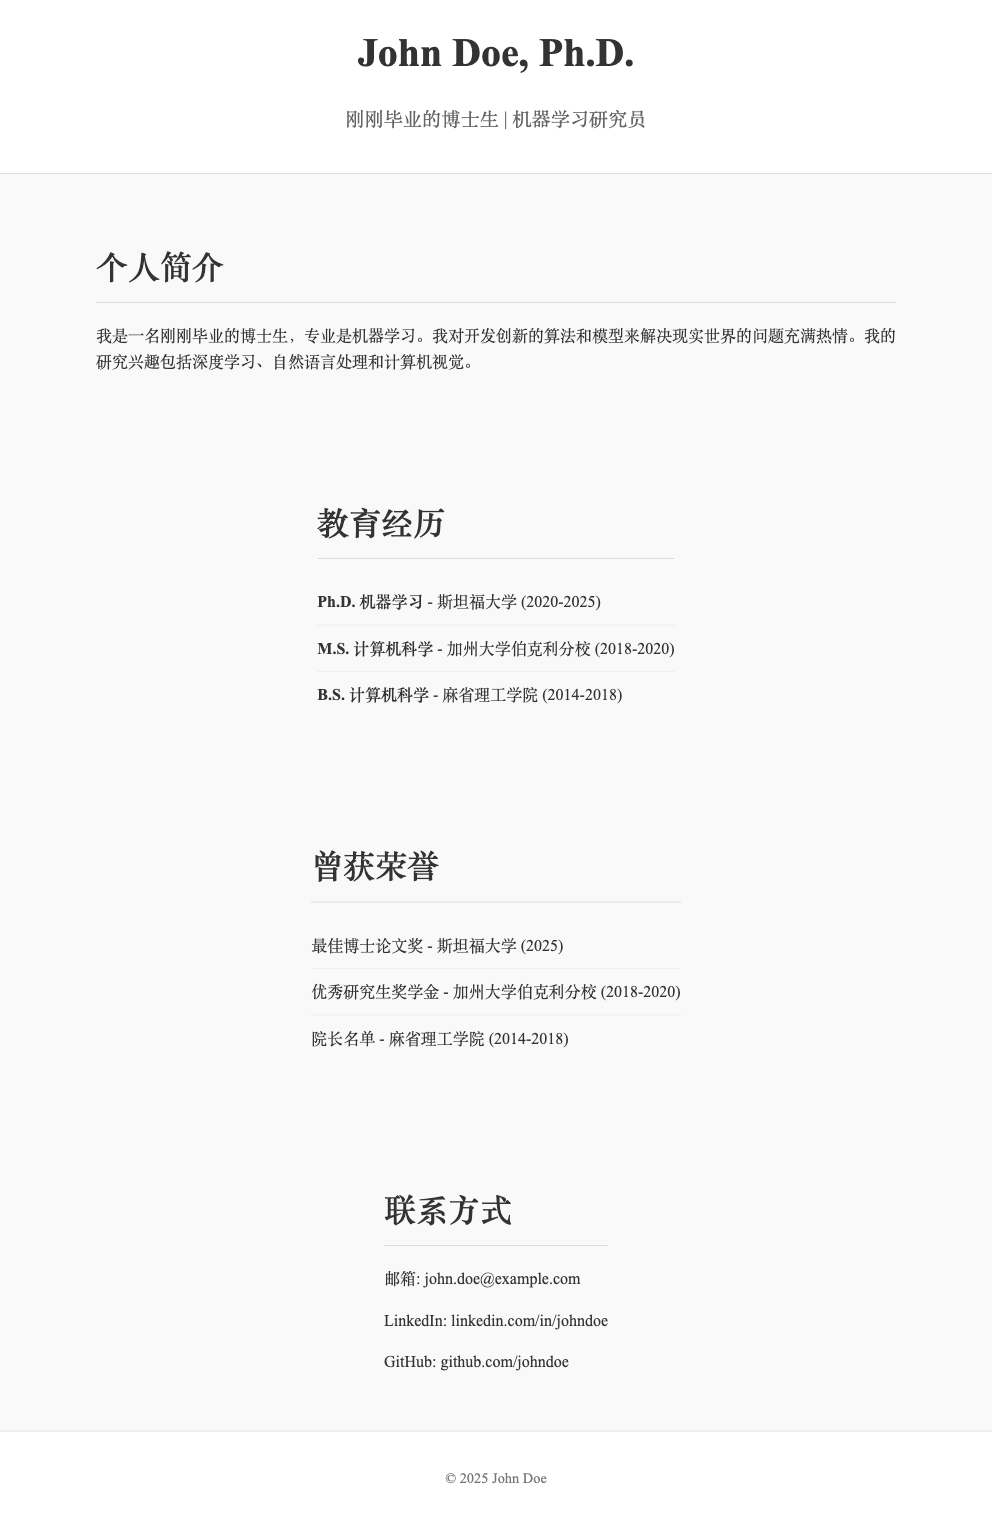 John Doe, Ph.D.
刚刚毕业的博士生 | 机器学习研究员
个人简介
我是一名刚刚毕业的博士生，专业是机器学习。我对开发创新的算法和模型来解决现实世界的问题充满热情。我的
研究兴趣包括深度学习、自然语言处理和计算机视觉。
教育经历
Ph.D. 机器学习 - 斯坦福大学 (2020-2025)
M.S. 计算机科学 - 加州大学伯克利分校 (2018-2020)
B.S. 计算机科学 - 麻省理工学院 (2014-2018)
曾获荣誉
最佳博士论文奖 - 斯坦福大学 (2025)
优秀研究生奖学金 - 加州大学伯克利分校 (2018-2020)
院长名单 - 麻省理工学院 (2014-2018)
联系方式
邮箱: john.doe@example.com
LinkedIn: linkedin.com/in/johndoe
GitHub: github.com/johndoe
© 2025 John Doe